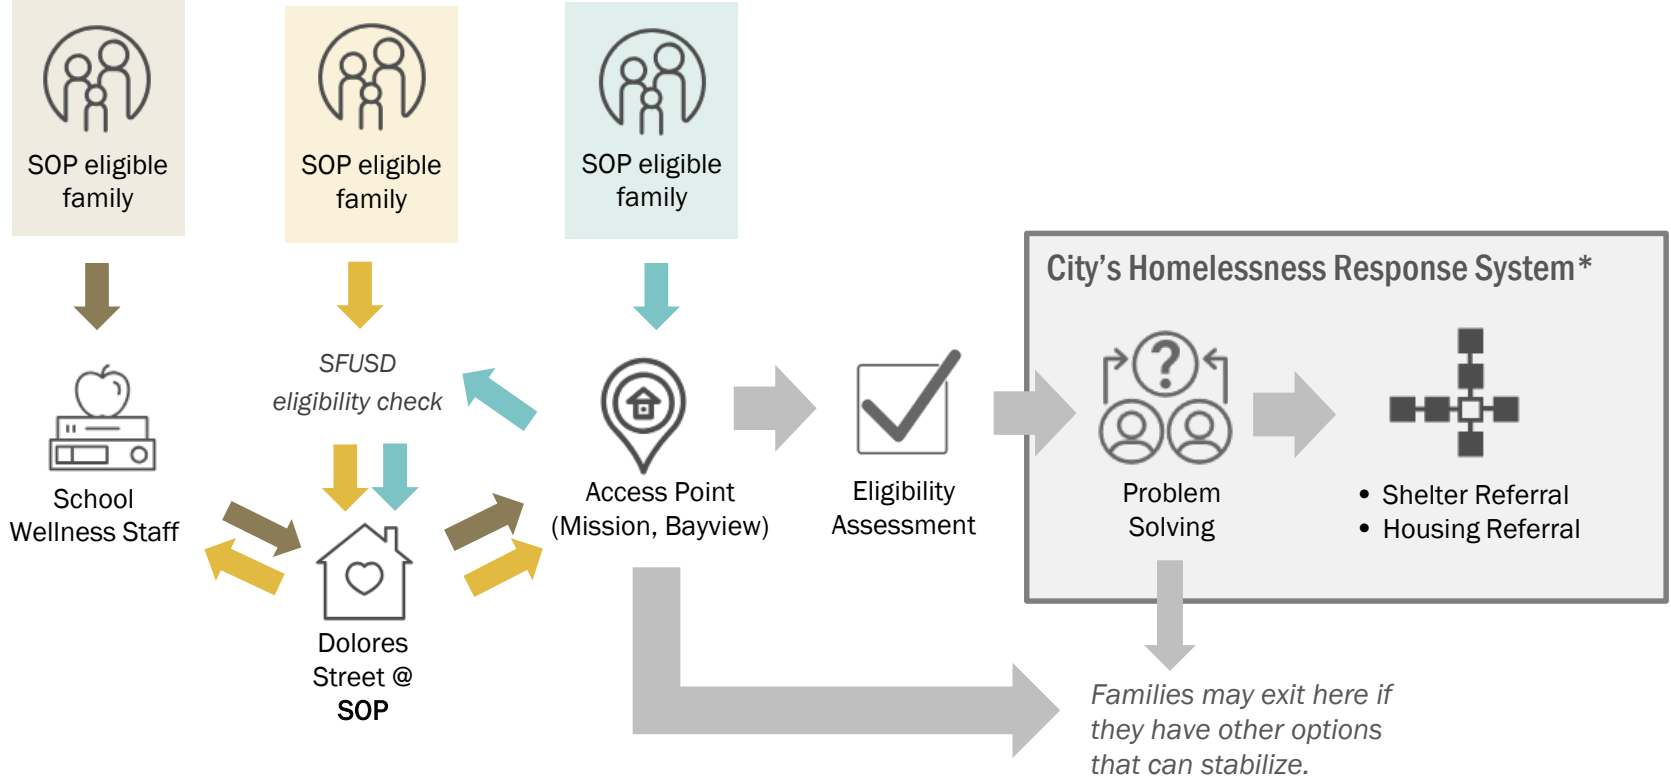 SOP eligible
family
SOP eligible
family
SOP eligible
family
City's Homelessness Response System*
SFUSD
eligibility check
?
School
Wellness Staff
Access Point
(Mission, Bayview)
Eligibility
Assessment
Problem
Solving
• Shelter Referral
• Housing Referral
Dolores
Street @
SOP
Families may exit here if
they have other options
that can stabilize.